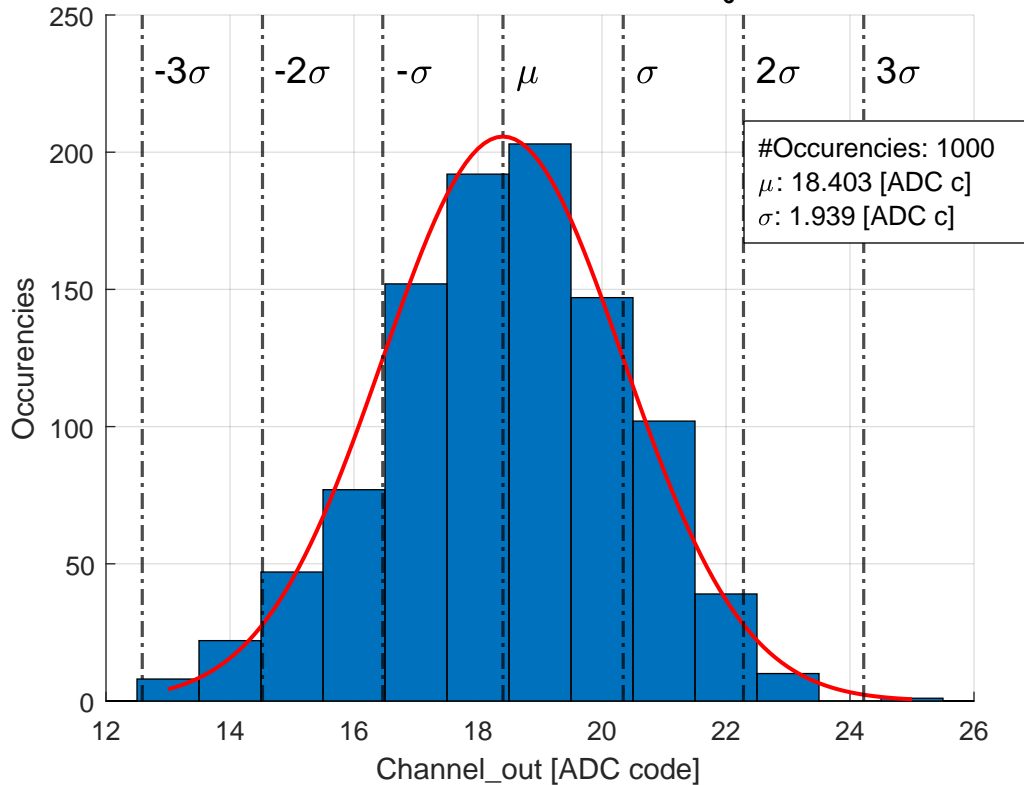 250
-3σ -2σ -σ μ σ 2σ 3σ
200
#Occurencies: 1000
μ: 18.403 [ADC c]
σ: 1.939 [ADC c]
150
Occurencies
100
50
0
12 14 16 18 20 22 24 26
Channel_out [ADC code]